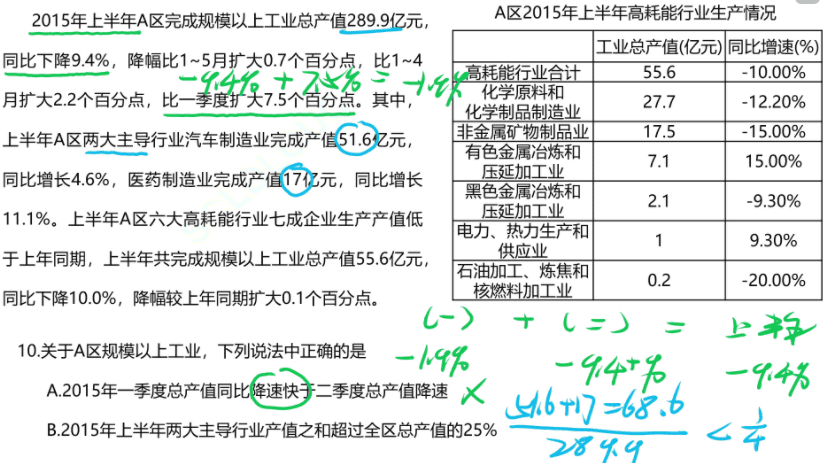 2015年上半年A区完成规模以上工业总产值289.9亿元，
同比下降9.4%，降幅比1~5月扩大0.7个百分点，比1~4
-9.4% + 7.5% = -1.9%
月扩大2.2个百分点，比一季度扩大7.5个百分点。其中，
上半年A区两大主导行业汽车制造业完成产值51.6亿元，
同比增长4.6%，医药制造业完成产值17亿元，同比增长
11.1%。上半年A区六大高耗能行业七成企业生产产值低
于上年同期，上半年共完成规模以上工业总产值55.6亿元，
同比下降10.0%，降幅较上年同期扩大0.1个百分点。
A区2015年上半年高耗能行业生产情况
工业总产值(亿元) 同比增速(%)
高耗能行业合计 55.6 -10.00%
化学原料和
化学制品制造业 27.7 -12.20%
非金属矿物制品业 17.5 -15.00%
有色金属冶炼和
压延加工业 7.1 15.00%
黑色金属冶炼和
压延加工业 2.1 -9.30%
电力、热力生产和
供应业 1 9.30%
石油加工、炼焦和
核燃料加工业 0.2 -20.00%
(一) + (二) = 上半年
-1.9% -9.4+% -9.4%
10.关于A区规模以上工业，下列说法中正确的是
A.2015年一季度总产值同比降速快于二季度总产值降速 ×
B.2015年上半年两大主导行业产值之和超过全区总产值的25%
51.6+17=68.6
289.9 < 1/4